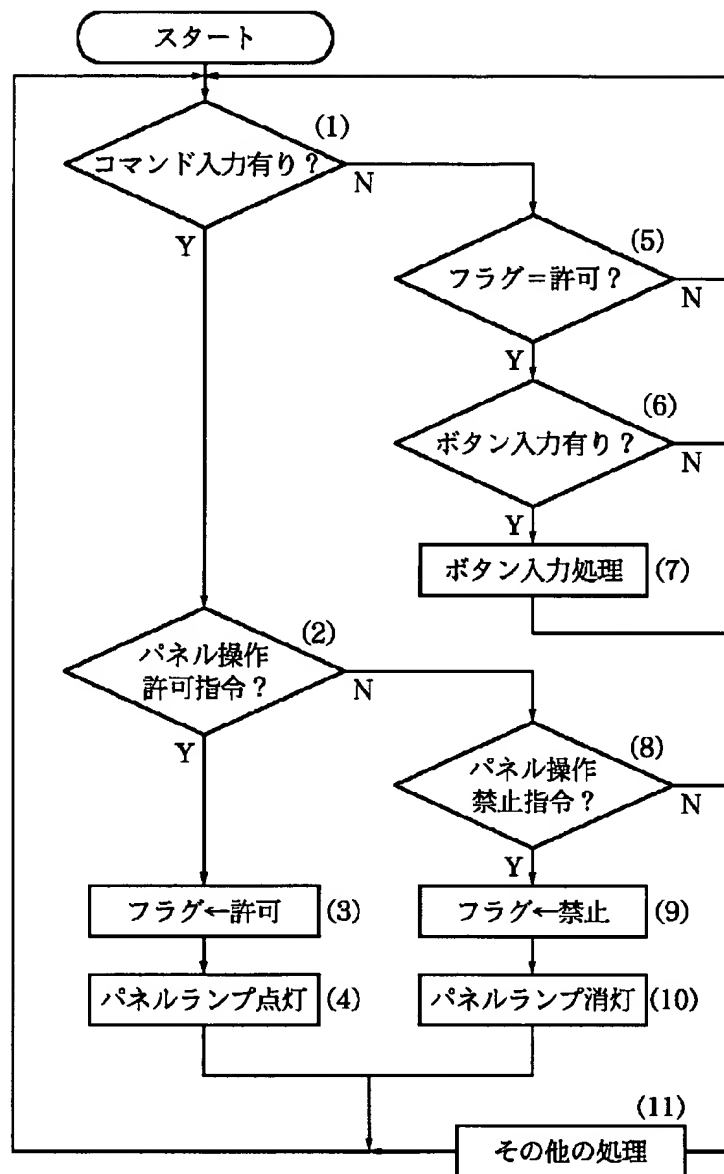 スタート
(1)
コマンド入力有り?
N
Y
(5)
フラグ=許可?
N
Y
(6)
ボタン入力有り?
N
Y
ボタン入力処理
(7)
(2)
パネル操作
許可指令?
N
Y
(8)
パネル操作
禁止指令?
N
Y
フラグ←許可
(3)
フラグ←禁止
(9)
パネルランプ点灯
(4)
パネルランプ消灯
(10)
(11)
その他の処理